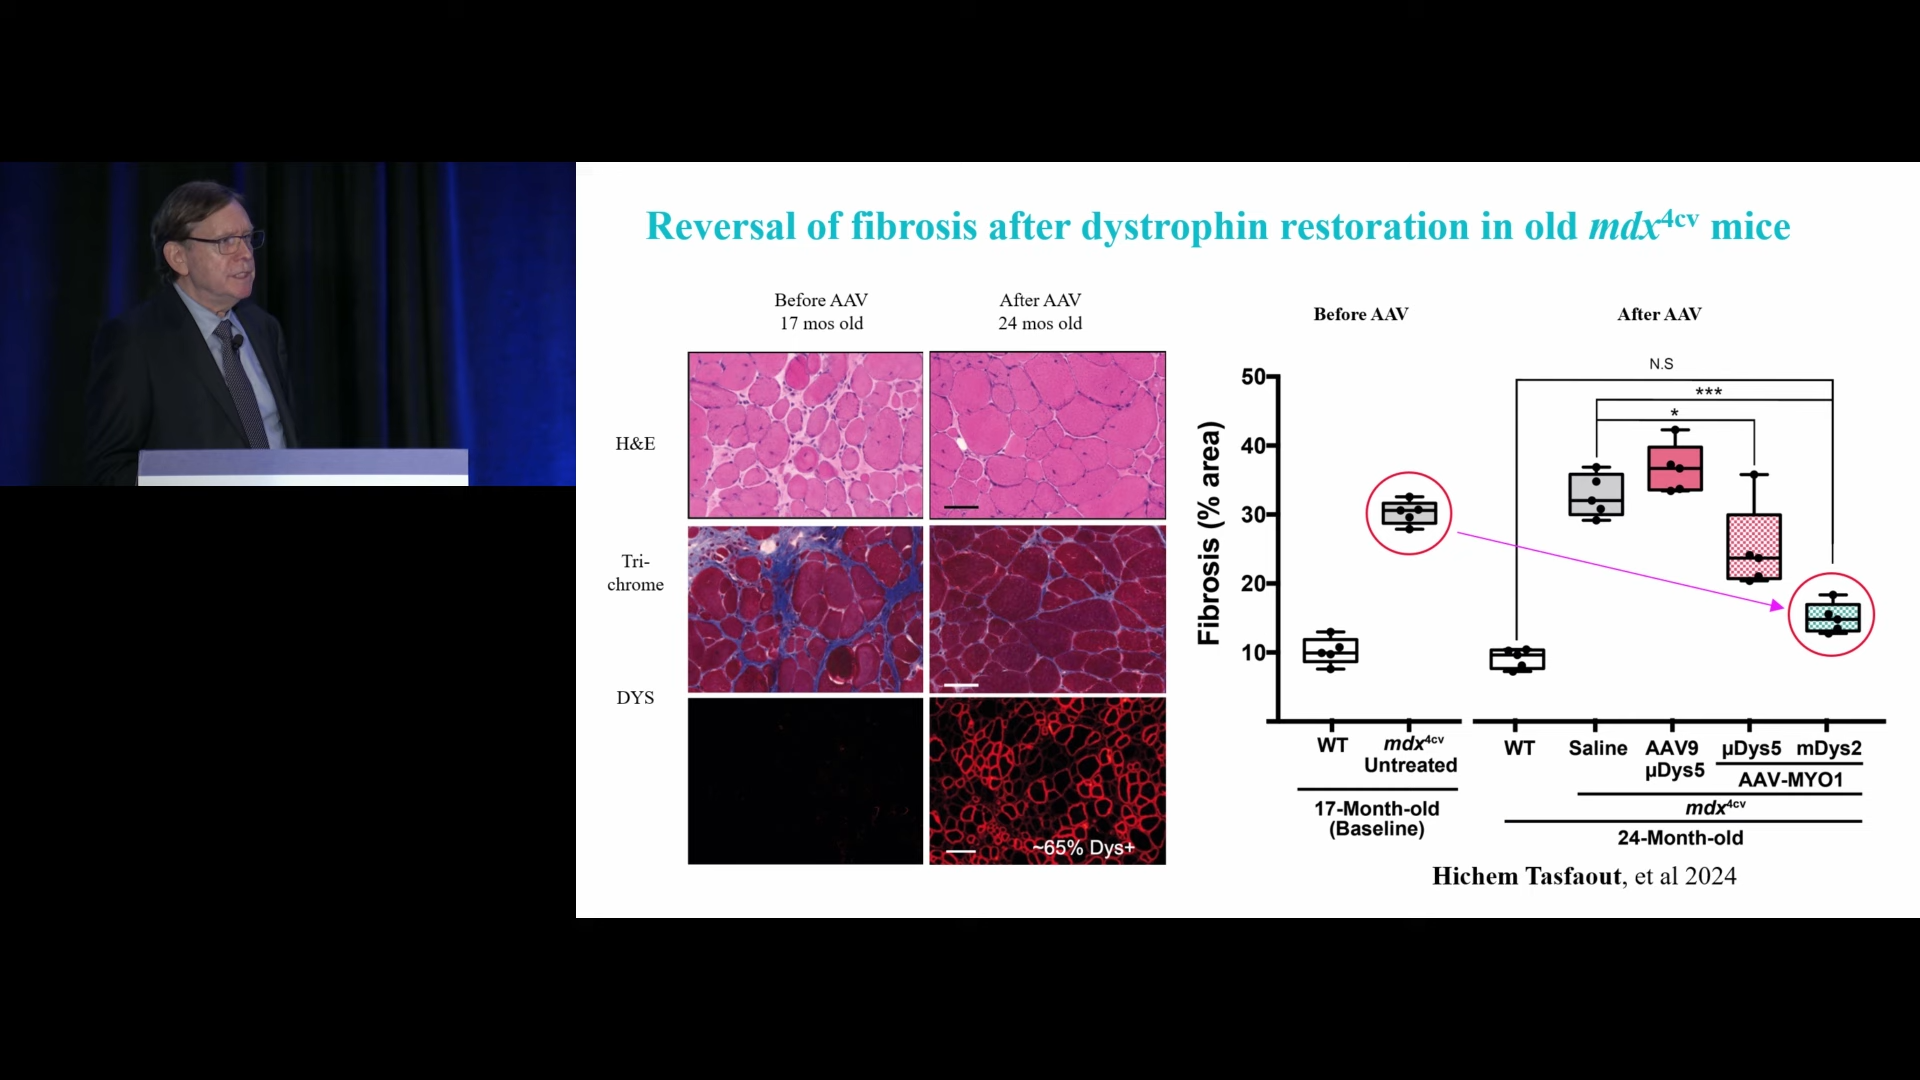 Reversal of fibrosis after dystrophin restoration in old mdx4cv mice
Before AAV
17 mos old
After AAV
24 mos old
H&E
Tri-
chrome
DYS
~65% Dys+
Before AAV
After AAV
N.S
***
*
Fibrosis (% area)
50
40
30
20
10
WT
mdx4cv
Untreated
17-Month-old
(Baseline)
WT
Saline
AAV9
µDys5
µDys5
mDys2
AAV-MYO1
mdx4cv
24-Month-old
Hichem Tasfaout, et al 2024